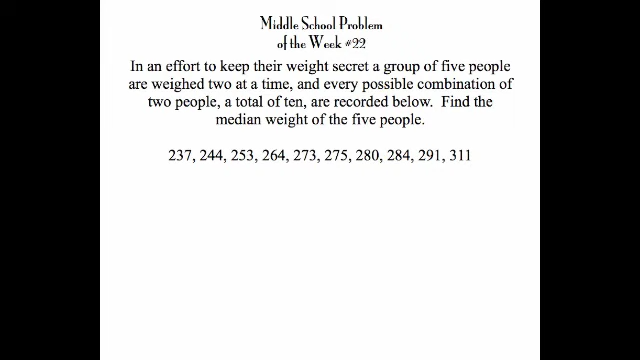 Middle School Problem
of the Week #22
In an effort to keep their weight secret a group of five people
are weighed two at a time, and every possible combination of
two people, a total of ten, are recorded below.  Find the
median weight of the five people.
237, 244, 253, 264, 273, 275, 280, 284, 291, 311